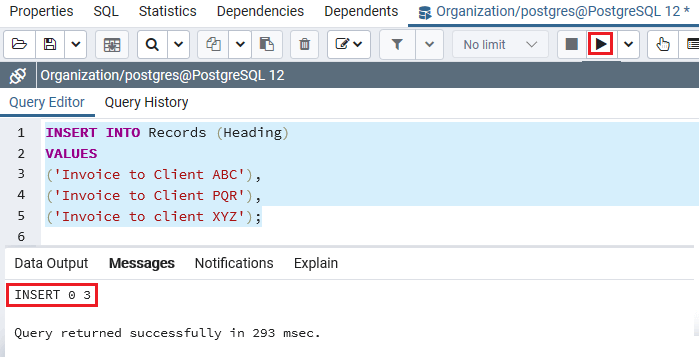 Properties SQL Statistics Dependencies Dependents Organization/postgres@PostgreSQL 12 *
No limit
Organization/postgres@PostgreSQL 12
Query Editor Query History
1 INSERT INTO Records (Heading)
2 VALUES
3 ('Invoice to Client ABC'),
4 ('Invoice to Client PQR'),
5 ('Invoice to client XYZ');
6
Data Output Messages Notifications Explain
INSERT 0 3
Query returned successfully in 293 msec.